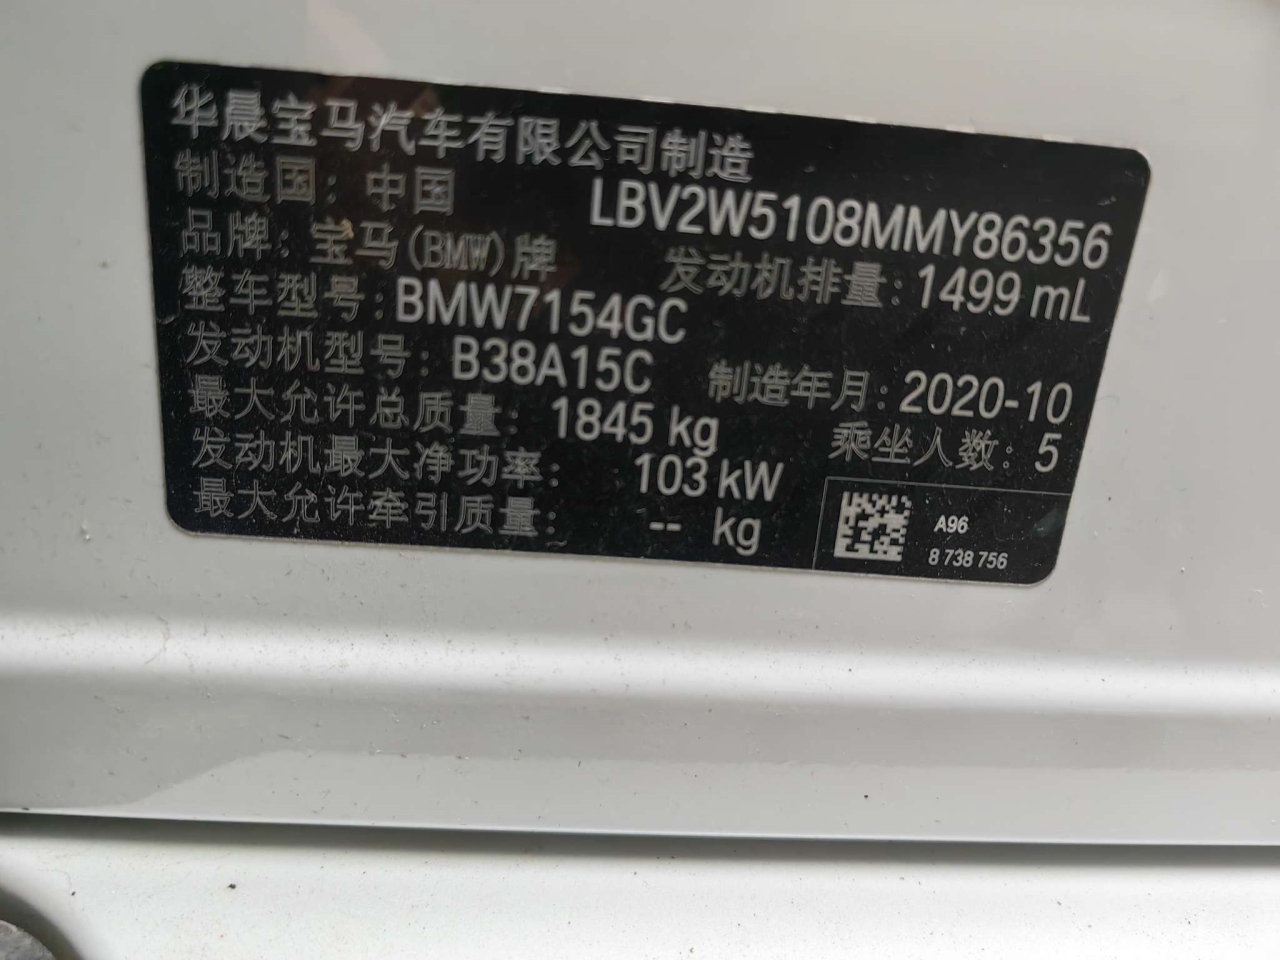 华晨宝马汽车有限公司制造
制造国：中国 LBV2W5108MMY86356
品牌：宝马(BMW)牌 发动机排量：1499 mL
整车型号：BMW7154GC
发动机型号：B38A15C 制造年月：2020-10
最大允许总质量：1845 kg 乘坐人数：5
发动机最大净功率：103 kW
最大允许牵引质量：-- kg
A96
8 738 756